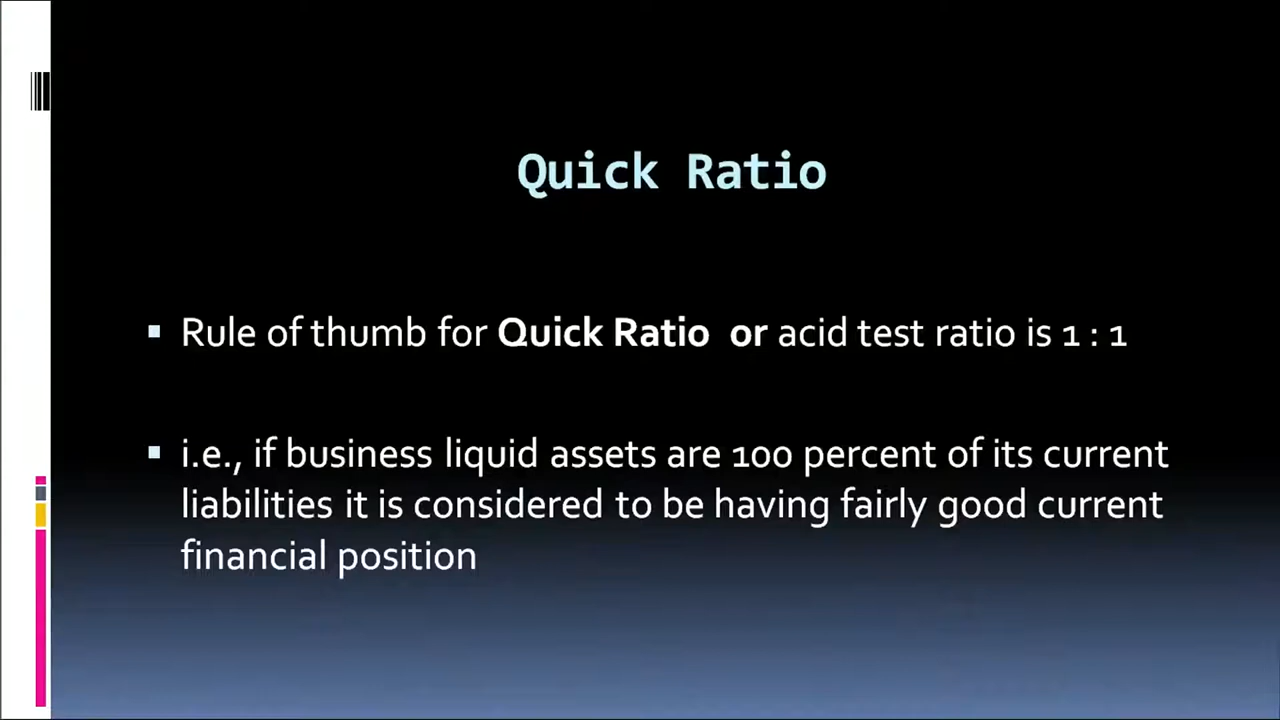 Quick Ratio
Rule of thumb for Quick Ratio or acid test ratio is 1 : 1
i.e., if business liquid assets are 100 percent of its current
liabilities it is considered to be having fairly good current
financial position